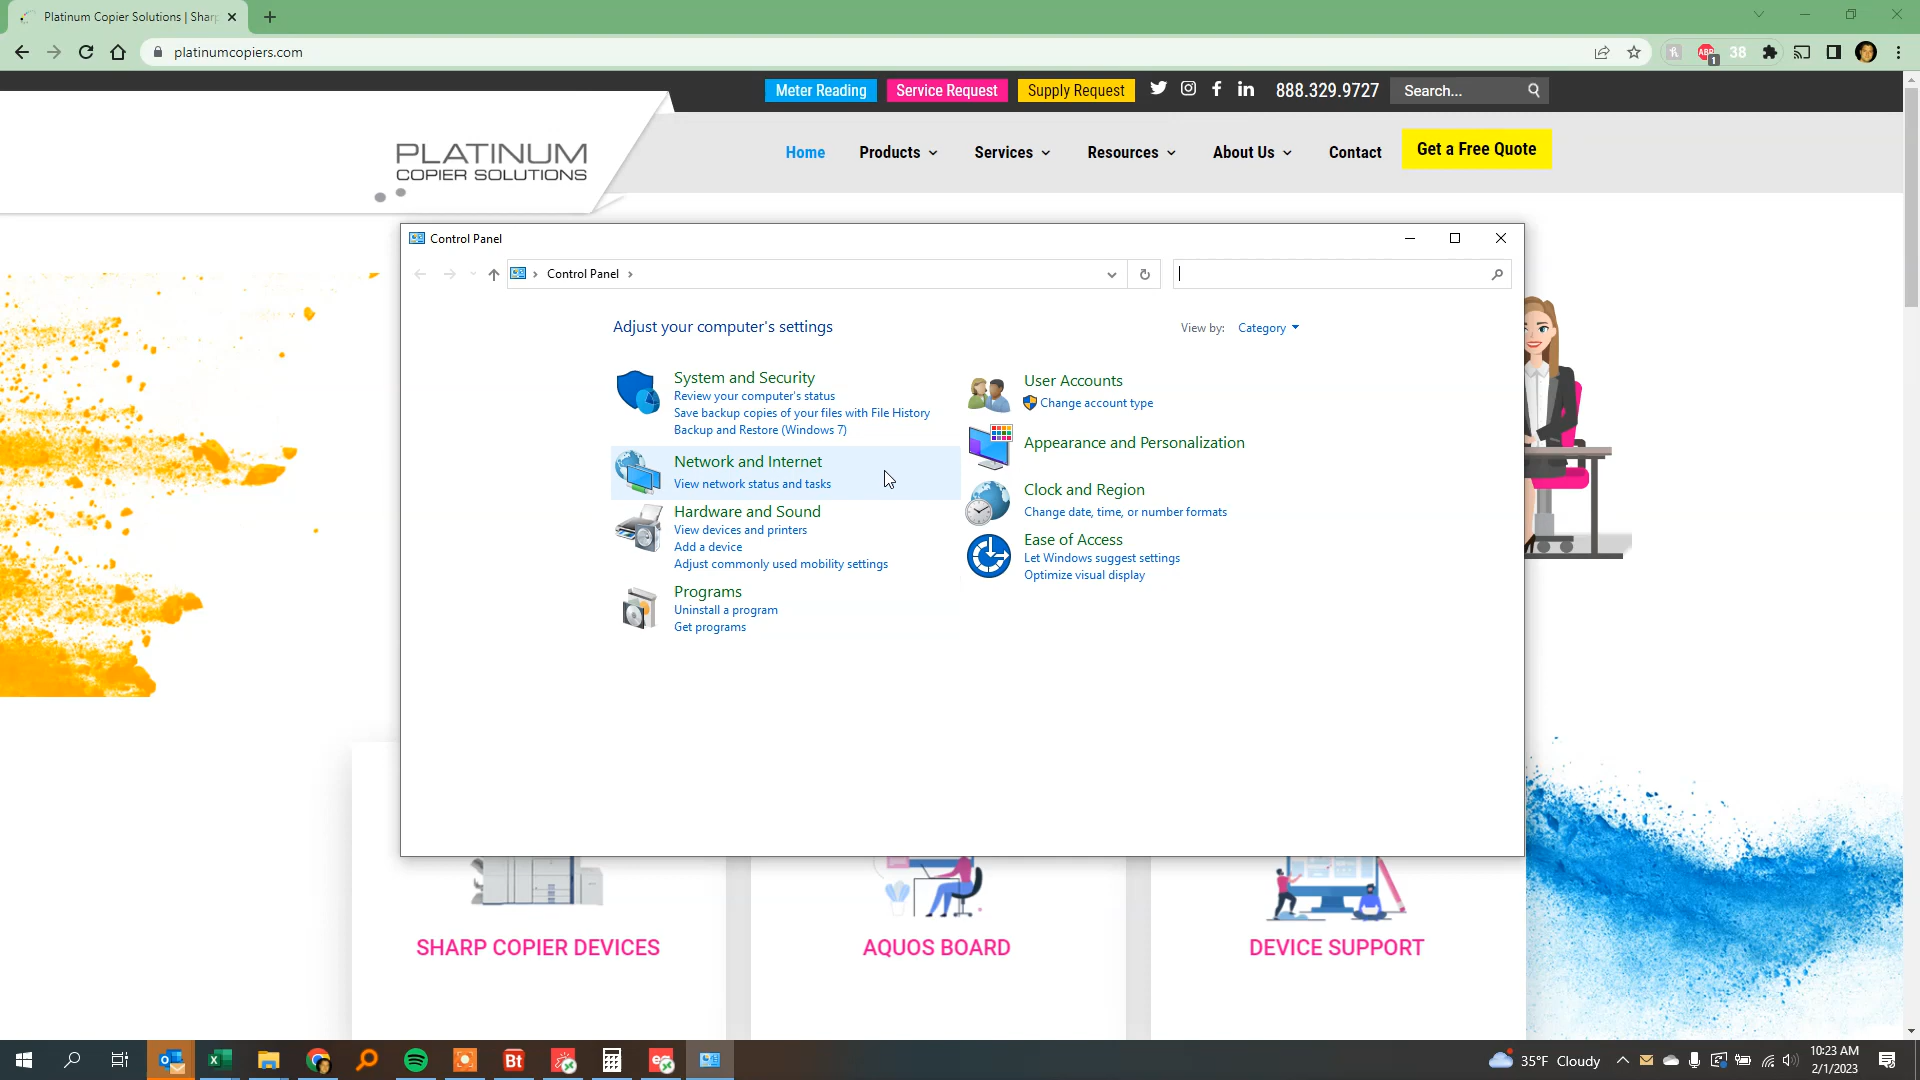 Platinum Copier Solutions | Shar
platinumcopiers.com
ABP
1
38
Meter Reading
Service Request
Supply Request
888.329.9727
Search...
PLATINUM
COPIER SOLUTIONS
Home
Products
Services
Resources
About Us
Contact
Get a Free Quote
Control Panel
Control Panel
Adjust your computer's settings
View by:
Category
System and Security
Review your computer's status
Save backup copies of your files with File History
Backup and Restore (Windows 7)
Network and Internet
View network status and tasks
Hardware and Sound
View devices and printers
Add a device
Adjust commonly used mobility settings
Programs
Uninstall a program
Get programs
User Accounts
Change account type
Appearance and Personalization
Clock and Region
Change date, time, or number formats
Ease of Access
Let Windows suggest settings
Optimize visual display
SHARP COPIER DEVICES
AQUOS BOARD
DEVICE SUPPORT
Bt
35°F Cloudy
10:23 AM
2/1/2023